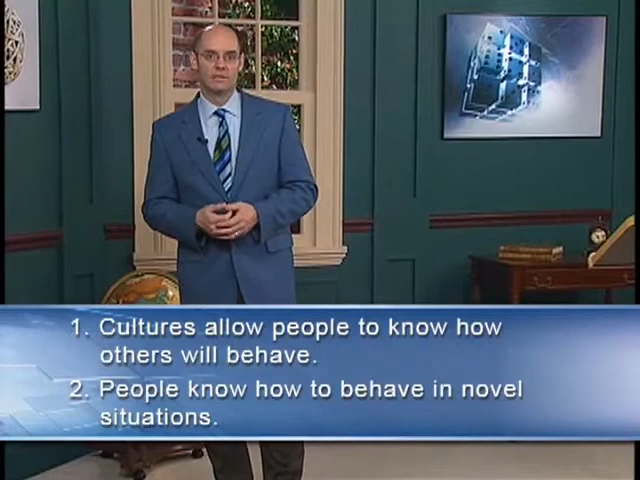 1. Cultures allow people to know how
others will behave.
2. People know how to behave in novel
situations.